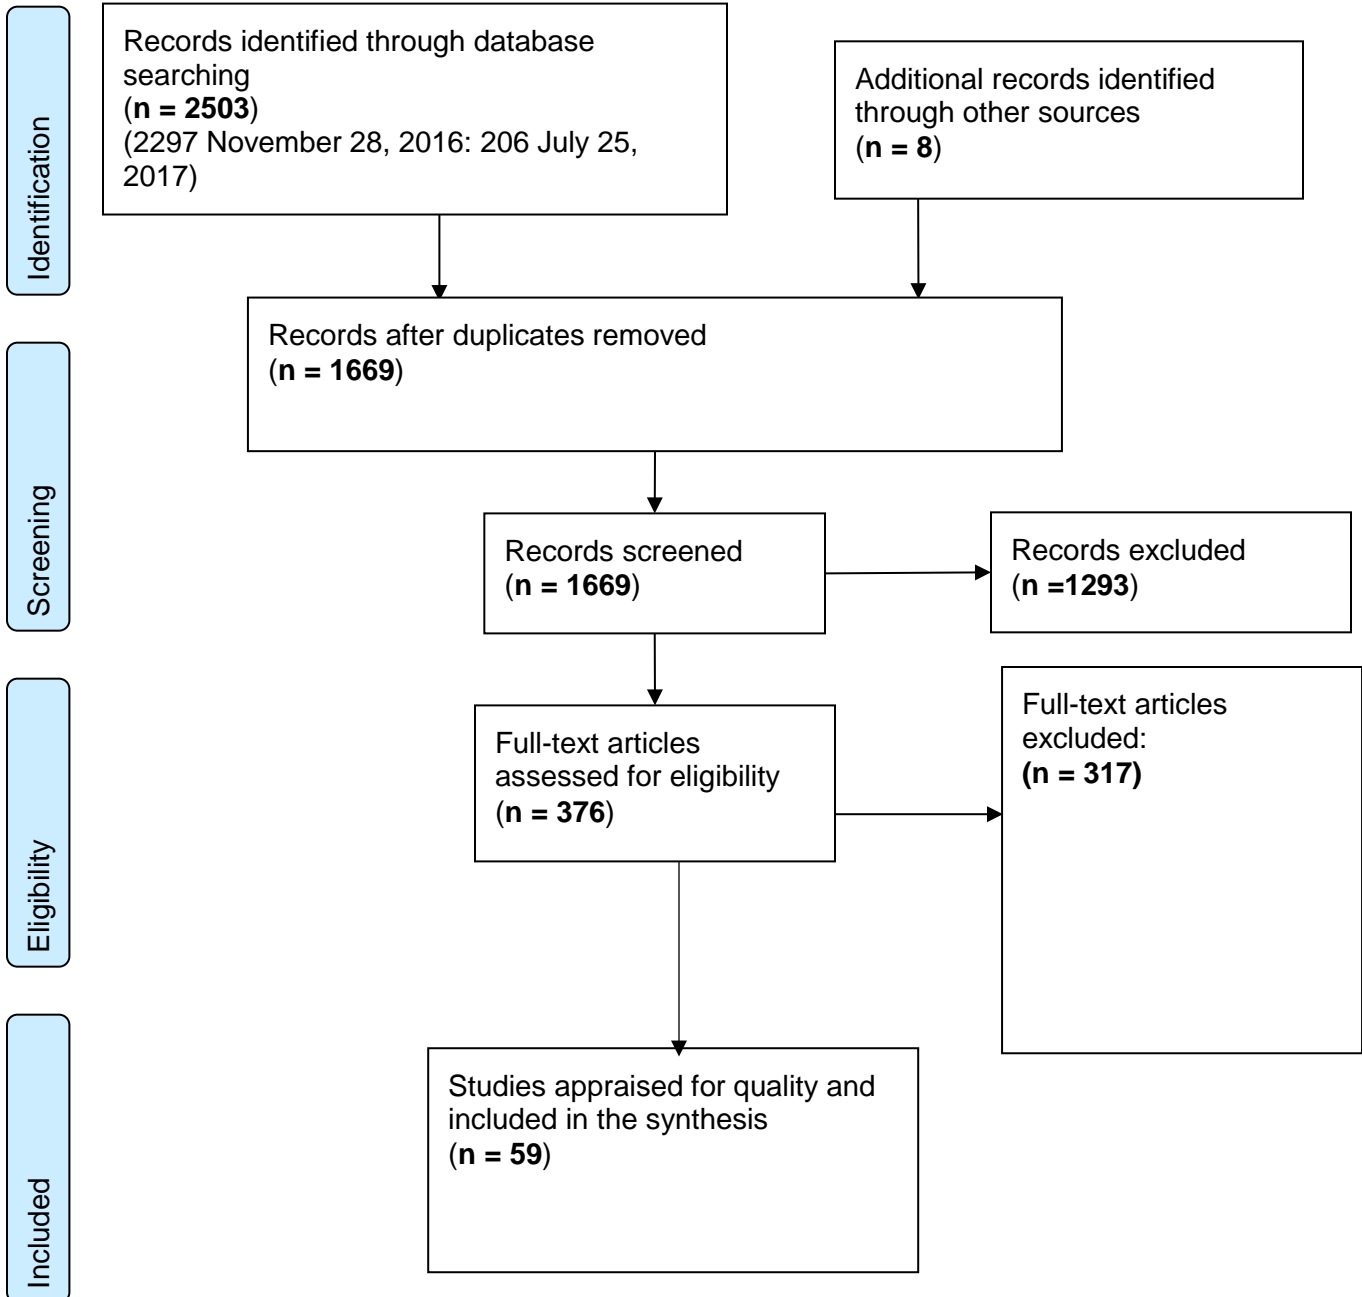 Identification
Records identified through database
searching
(n = 2503)
(2297 November 28, 2016: 206 July 25,
2017)
Additional records identified
through other sources
(n = 8)
Records after duplicates removed
(n = 1669)
Screening
Records screened
(n = 1669)
Records excluded
(n =1293)
Eligibility
Full-text articles
assessed for eligibility
(n = 376)
Full-text articles
excluded:
(n = 317)
Included
Studies appraised for quality and
included in the synthesis
(n = 59)